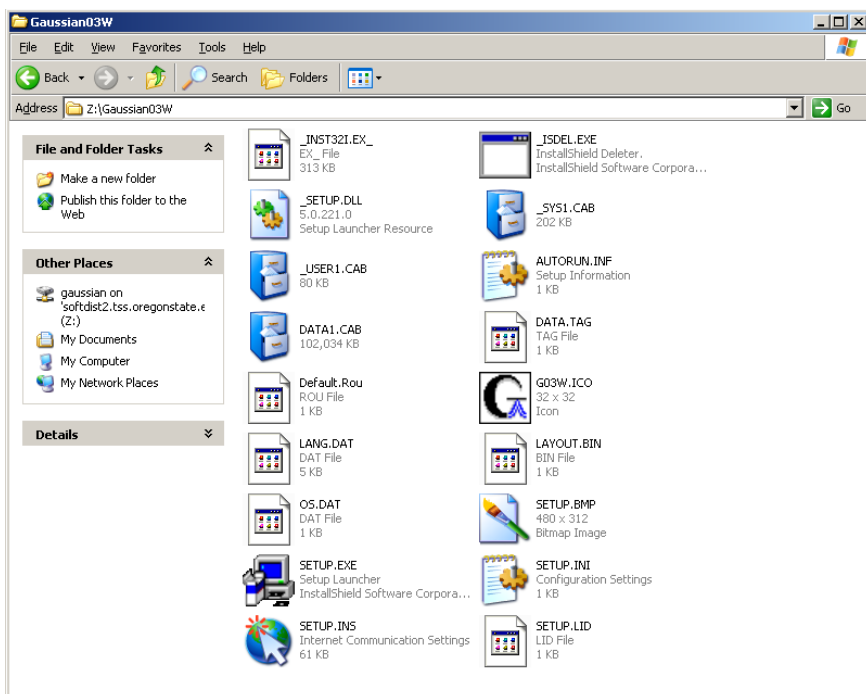 Gaussian03W
File Edit View Favorites Tools Help
Back Search Folders
Address Z:\Gaussian03W Go
File and Folder Tasks
Make a new folder
Publish this folder to the
Web
Other Places
gaussian on
'softdist2.tss.oregonstate.e
(Z:)
My Documents
My Computer
My Network Places
Details
_INST32I.EX_
EX_ File
313 KB
_ISDEL.EXE
InstallShield Deleter.
InstallShield Software Corpora...
_SETUP.DLL
5.0.221.0
Setup Launcher Resource
_SYS1.CAB
202 KB
_USER1.CAB
80 KB
AUTORUN.INF
Setup Information
1 KB
DATA1.CAB
102,034 KB
DATA.TAG
TAG File
1 KB
Default.Rou
ROU File
1 KB
G03W.ICO
32 x 32
Icon
LANG.DAT
DAT File
5 KB
LAYOUT.BIN
BIN File
1 KB
OS.DAT
DAT File
1 KB
SETUP.BMP
480 x 312
Bitmap Image
SETUP.EXE
Setup Launcher
InstallShield Software Corpora...
SETUP.INI
Configuration Settings
1 KB
SETUP.INS
Internet Communication Settings
61 KB
SETUP.LID
LID File
1 KB